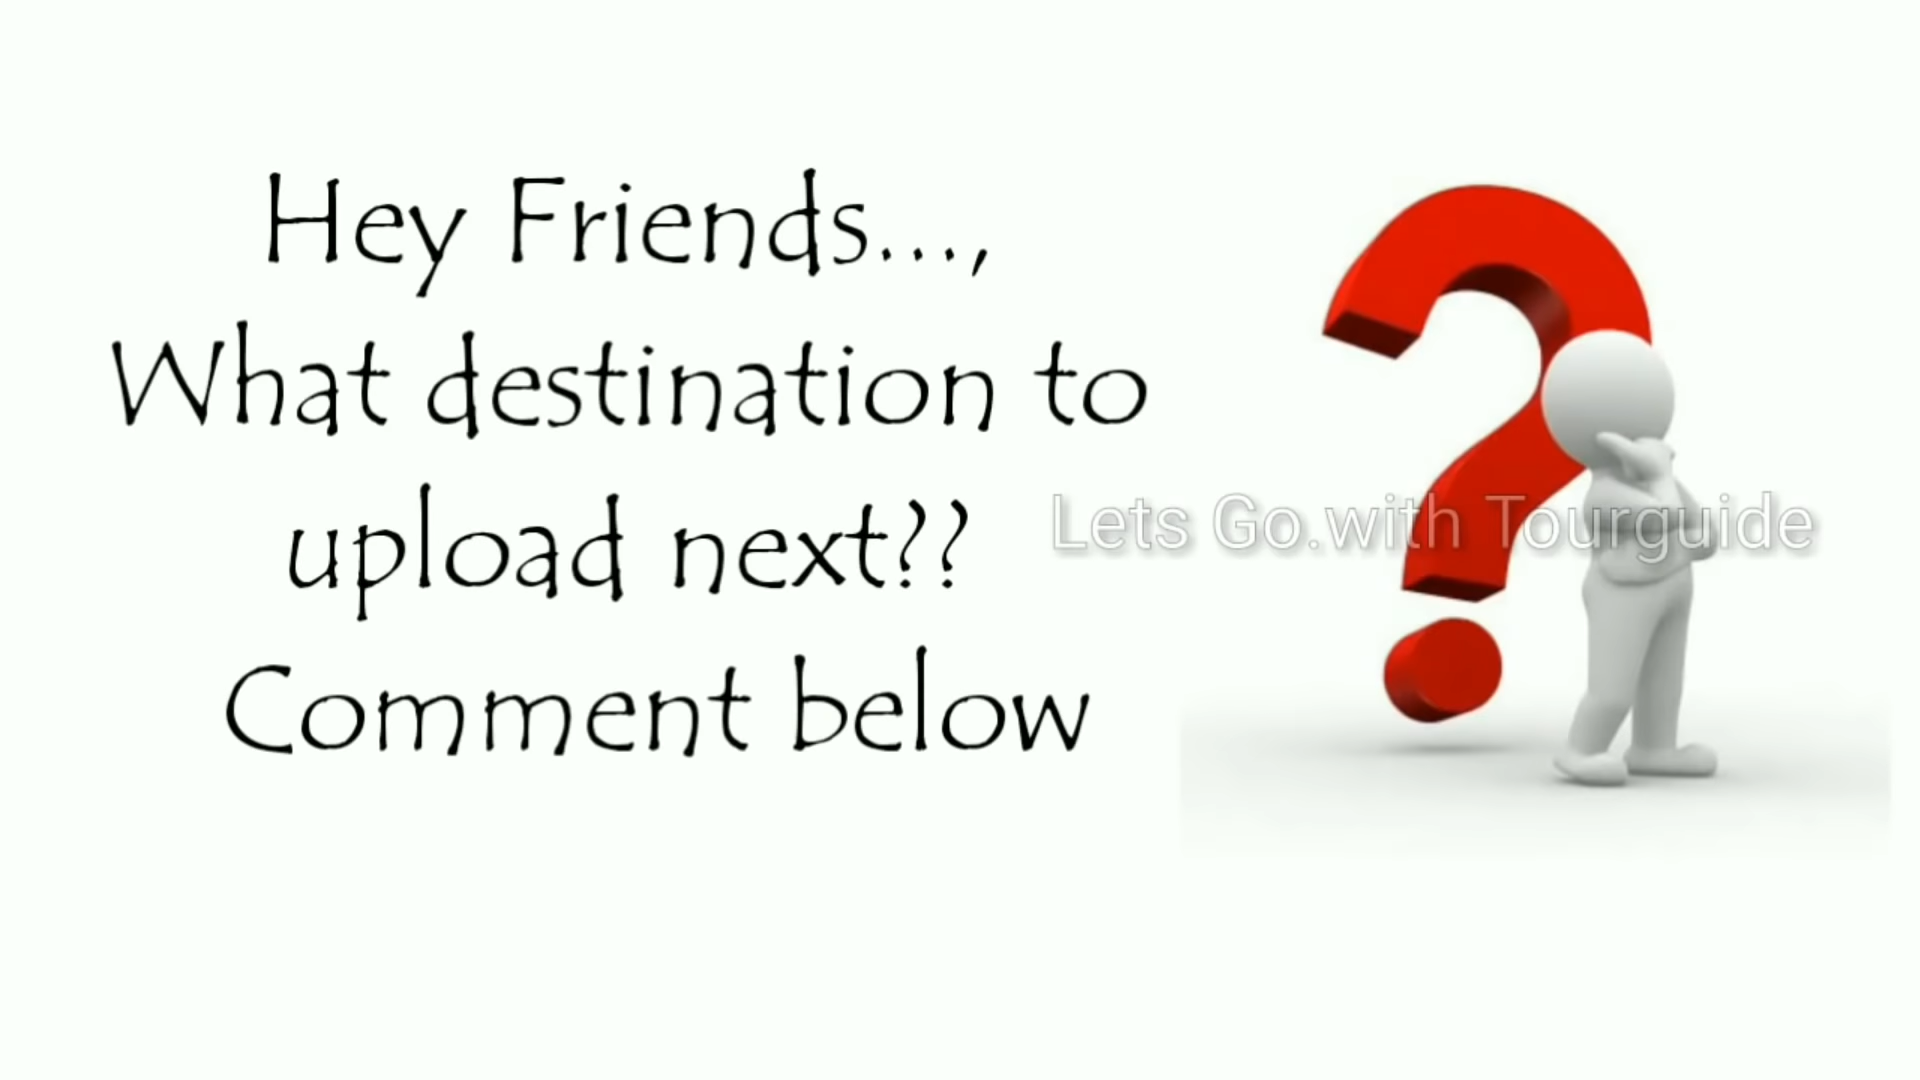 Hey Friends...,
What destination to
upload next??
Comment below
Lets Go.with Tourguide